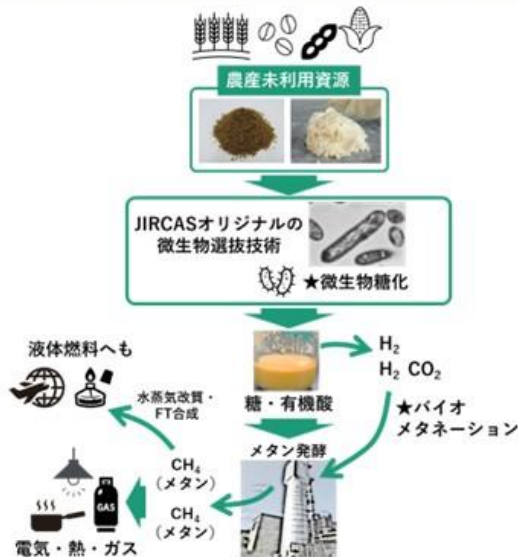 農産未利用資源
JIRCASオリジナルの
微生物選抜技術
★微生物糖化
糖・有機酸
H₂
H₂ CO₂
★バイオ
メタネーション
メタン発酵
CH₄
(メタン)
CH₄
(メタン)
水蒸気改質・
FT合成
液体燃料へも
GAS
電気・熱・ガス